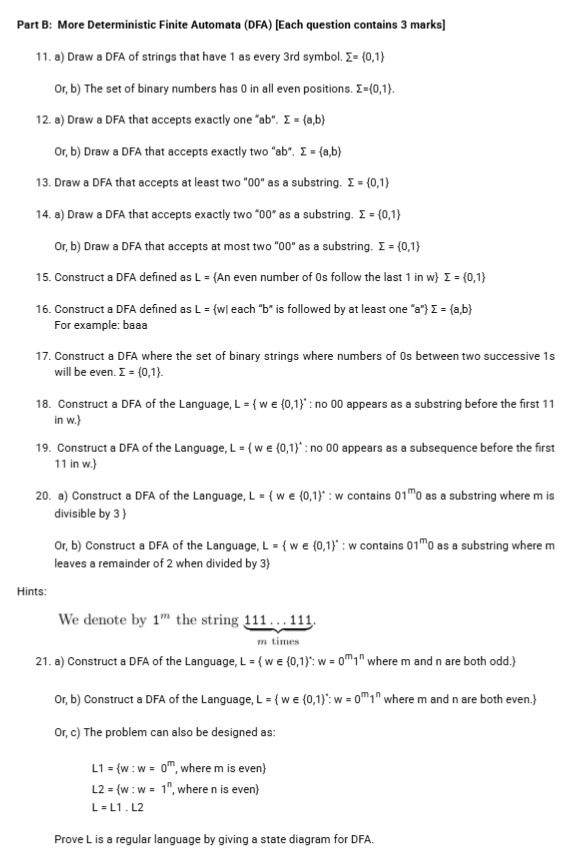 Part B: More Deterministic Finite Automata (DFA) [Each question contains 3 marks]
11. a) Draw a DFA of strings that have 1 as every 3rd symbol. Σ= {0,1}
Or, b) The set of binary numbers has 0 in all even positions. Σ={0,1}.
12. a) Draw a DFA that accepts exactly one “ab”. Σ = {a,b}
Or, b) Draw a DFA that accepts exactly two “ab”. Σ = {a,b}
13. Draw a DFA that accepts at least two “00” as a substring. Σ = {0,1}
14. a) Draw a DFA that accepts exactly two “00” as a substring. Σ = {0,1}
Or, b) Draw a DFA that accepts at most two “00” as a substring. Σ = {0,1}
15. Construct a DFA defined as L = {An even number of 0s follow the last 1 in w} Σ = {0,1}
16. Construct a DFA defined as L = {w| each “b” is followed by at least one “a”} Σ = {a,b}
For example: baaa
17. Construct a DFA where the set of binary strings where numbers of 0s between two successive 1s
will be even. Σ = {0,1}.
18. Construct a DFA of the Language, L = { w ∈ {0,1}* : no 00 appears as a substring before the first 11
in w.}
19. Construct a DFA of the Language, L = { w ∈ {0,1}* : no 00 appears as a subsequence before the first
11 in w.}
20. a) Construct a DFA of the Language, L = { w ∈ {0,1}* : w contains 01ᵐ0 as a substring where m is
divisible by 3 }
Or, b) Construct a DFA of the Language, L = { w ∈ {0,1}* : w contains 01ᵐ0 as a substring where m
leaves a remainder of 2 when divided by 3}
Hints:
We denote by 1ᵐ the string 111...111.
m times
21. a) Construct a DFA of the Language, L = { w ∈ {0,1}*: w = 0ᵐ1ⁿ where m and n are both odd.}
Or, b) Construct a DFA of the Language, L = { w ∈ {0,1}*: w = 0ᵐ1ⁿ where m and n are both even.}
Or, c) The problem can also be designed as:
L1 = {w : w = 0ᵐ, where m is even}
L2 = {w : w = 1ⁿ, where n is even}
L = L1 . L2
Prove L is a regular language by giving a state diagram for DFA.